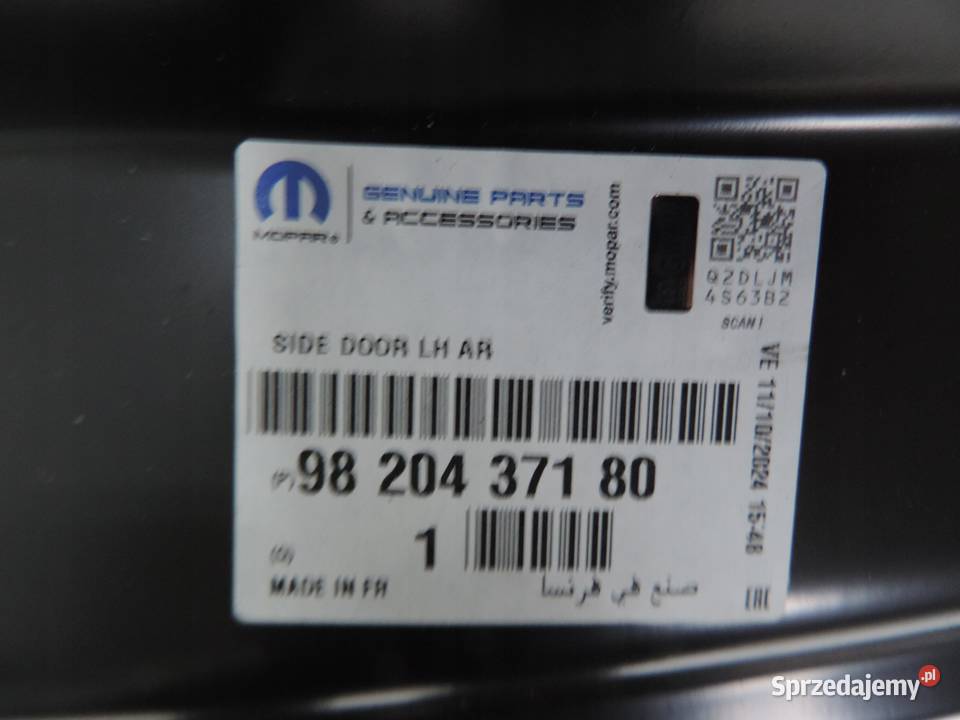 MOPAR®
GENUINE PARTS
& ACCESSORIES
verify.mopar.com
Q2DLJM
4S63B2
SCAN!
SIDE DOOR LH AR
VE 11/10/2024 15:48
(P) 98 204 371 80
(Q) 1
MADE IN FR
صنع في فرنسا
EAC
Sprzedajemy.pl